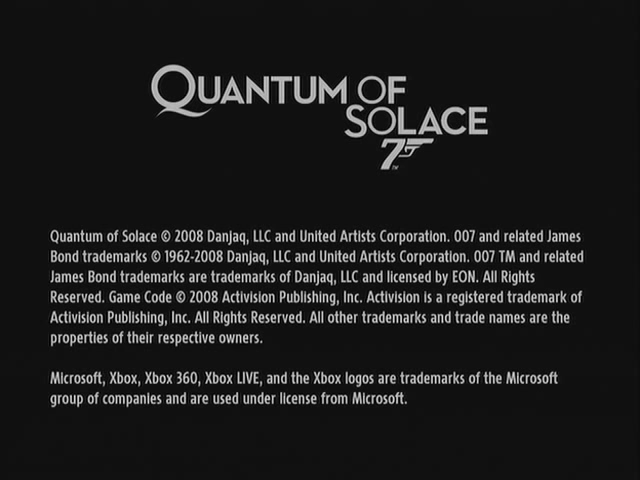 QUANTUM OF
SOLACE
7
TM
Quantum of Solace © 2008 Danjaq, LLC and United Artists Corporation. 007 and related James
Bond trademarks © 1962-2008 Danjaq, LLC and United Artists Corporation. 007 TM and related
James Bond trademarks are trademarks of Danjaq, LLC and licensed by EON. All Rights
Reserved. Game Code © 2008 Activision Publishing, Inc. Activision is a registered trademark of
Activision Publishing, Inc. All Rights Reserved. All other trademarks and trade names are the
properties of their respective owners.
Microsoft, Xbox, Xbox 360, Xbox LIVE, and the Xbox logos are trademarks of the Microsoft
group of companies and are used under license from Microsoft.